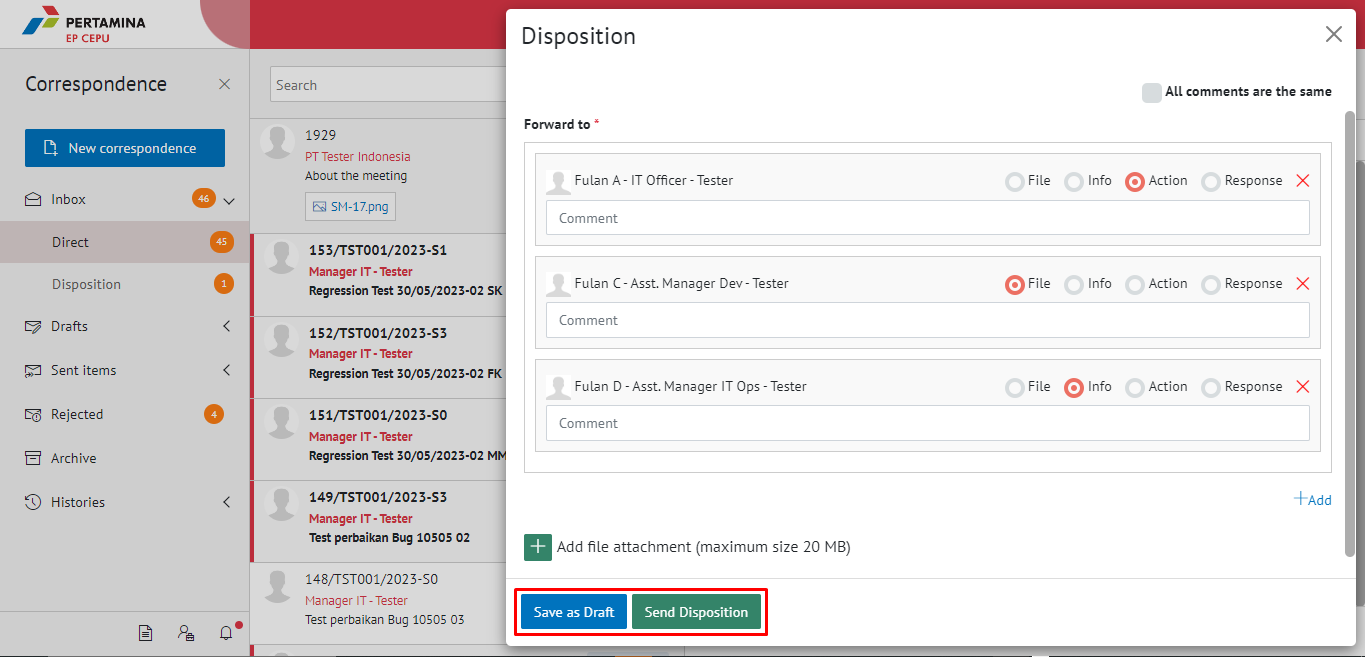 PERTAMINA
EP CEPU
Correspondence
New correspondence
Inbox 46
Direct 45
Disposition 1
Drafts
Sent items
Rejected 4
Archive
Histories
Search
1929
PT Tester Indonesia
About the meeting
SM-17.png
153/TST001/2023-S1
Manager IT - Tester
Regression Test 30/05/2023-02 SK
152/TST001/2023-S3
Manager IT - Tester
Regression Test 30/05/2023-02 FK
151/TST001/2023-S0
Manager IT - Tester
Regression Test 30/05/2023-02 MM
149/TST001/2023-S3
Manager IT - Tester
Test perbaikan Bug 10505 02
148/TST001/2023-S0
Manager IT - Tester
Test perbaikan Bug 10505 03
Disposition
All comments are the same
Forward to *
Fulan A - IT Officer - Tester File Info Action Response
Comment
Fulan C - Asst. Manager Dev - Tester File Info Action Response
Comment
Fulan D - Asst. Manager IT Ops - Tester File Info Action Response
Comment
+Add
Add file attachment (maximum size 20 MB)
Save as Draft Send Disposition